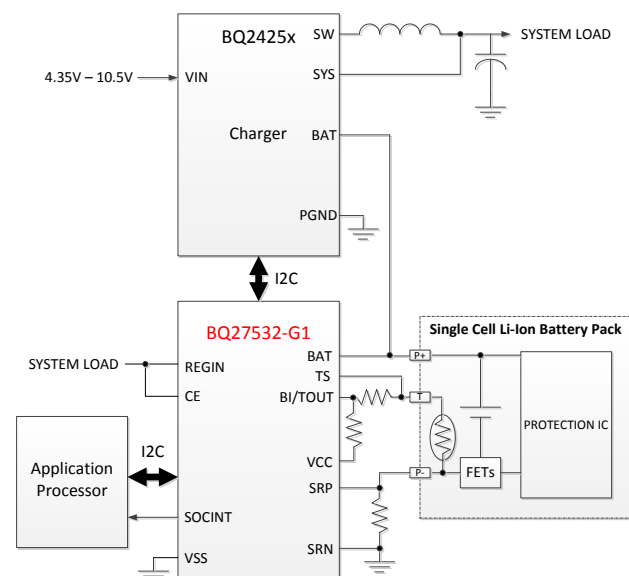 BQ2425x
SW
SYSTEM LOAD
SYS
4.35V – 10.5V
VIN
Charger
BAT
PGND
I2C
BQ27532-G1
Single Cell Li-Ion Battery Pack
SYSTEM LOAD
REGIN
BAT
P+
TS
CE
BI/TOUT
T
PROTECTION IC
I2C
VCC
Application
Processor
SRP
P-
FETs
SOCINT
VSS
SRN